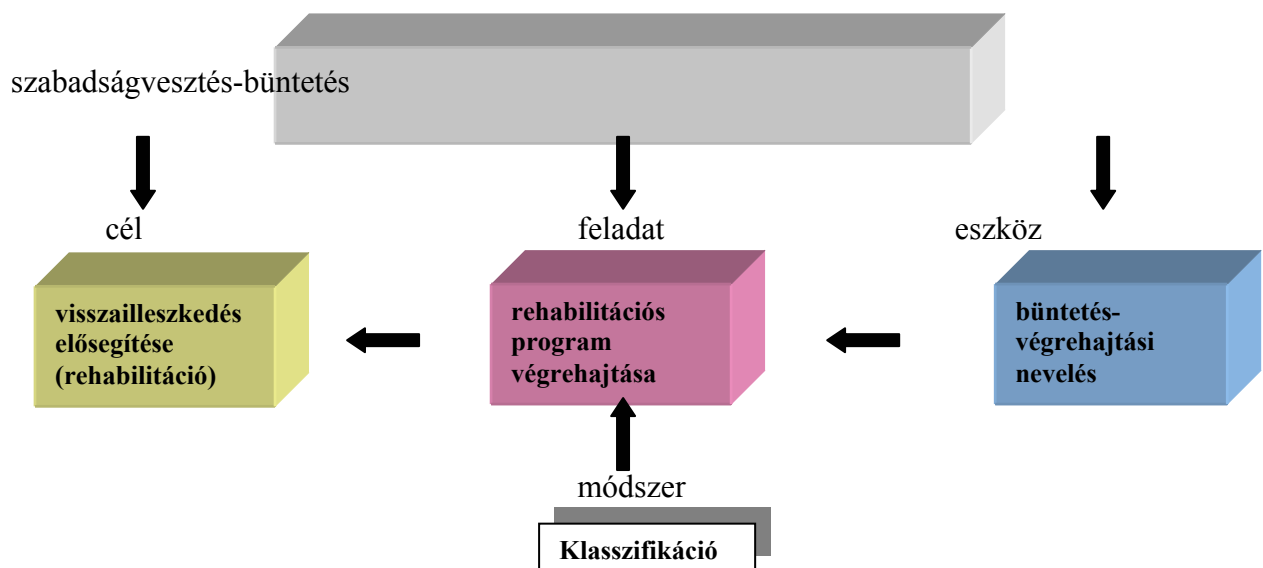 szabadságvesztés-büntetés
cél
feladat
eszköz
visszailleszkedés
elősegítése
(rehabilitáció)
rehabilitációs
program
végrehajtása
büntetés-
végrehajtási
nevelés
módszer
Klasszifikáció